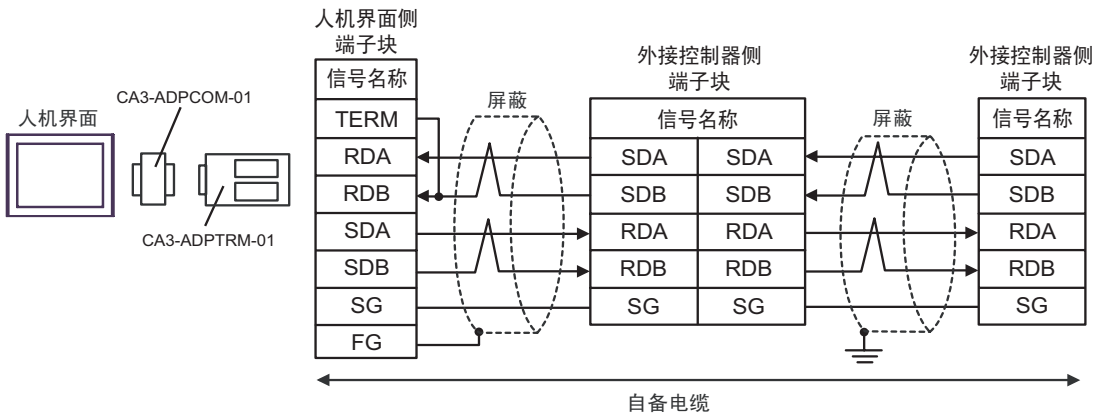 人机界面
CA3-ADPCOM-01
CA3-ADPTRM-01
人机界面侧
端子块
信号名称
TERM
RDA
RDB
SDA
SDB
SG
FG
屏蔽
外接控制器侧
端子块
信号名称
SDA SDA
SDB SDB
RDA RDA
RDB RDB
SG SG
屏蔽
外接控制器侧
端子块
信号名称
SDA
SDB
RDA
RDB
SG
自备电缆